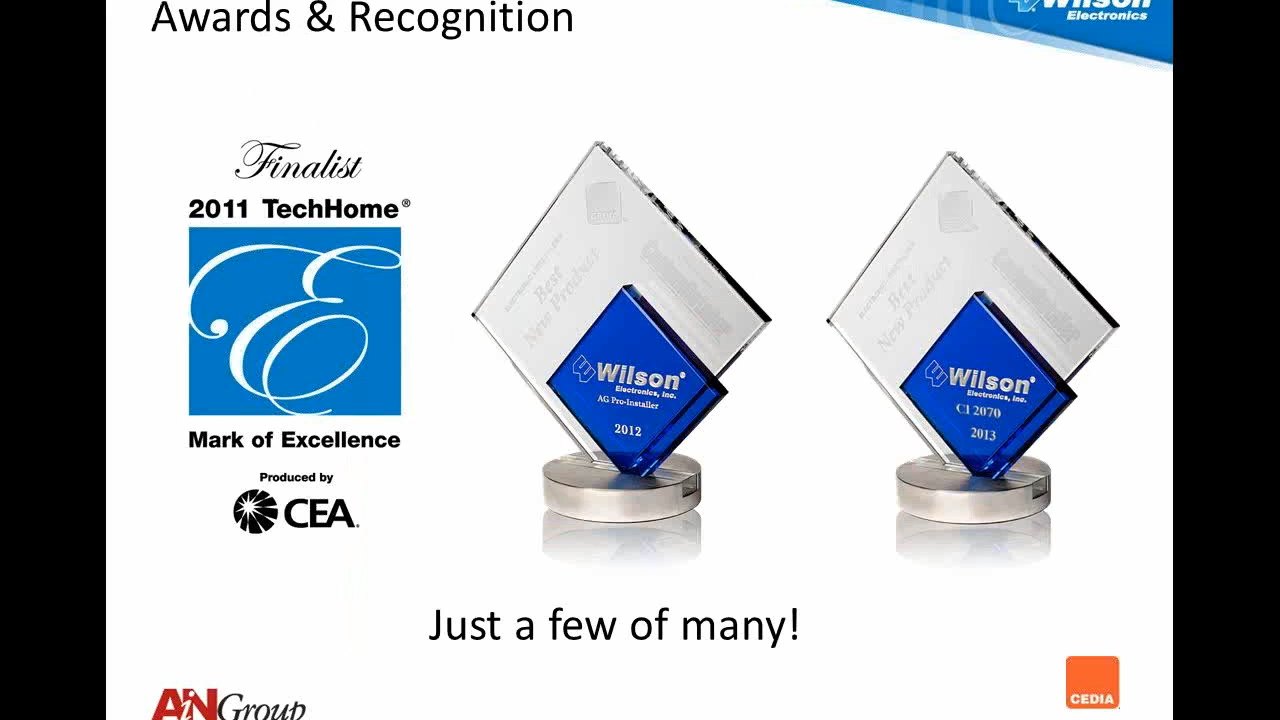 Awards & Recognition
Wilson
Electronics
Finalist
2011 TechHome®
Mark of Excellence
Produced by
CEA.
CEDIA
Best
New Product
Wilson®
Electronics, Inc.
AG Pro-Installer
2012
Best
New Product
Wilson®
Electronics, Inc.
CI 2070
2013
Just a few of many!
AiN Group
CEDIA